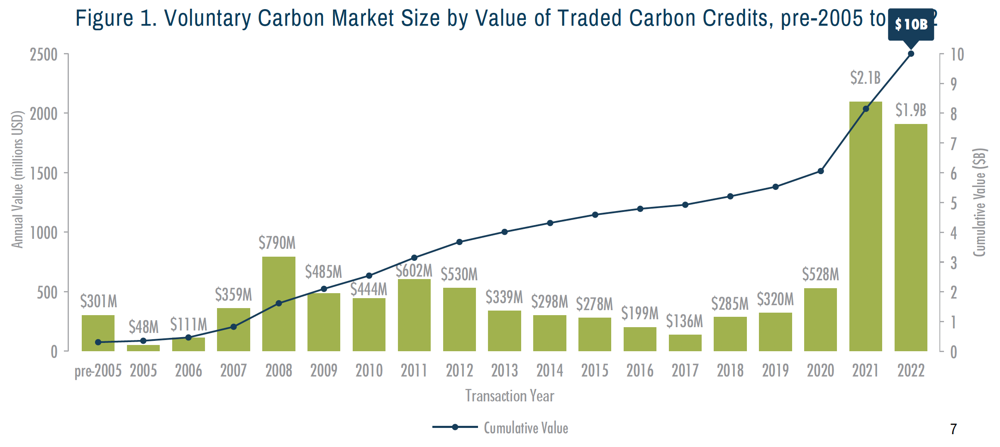 Figure 1. Voluntary Carbon Market Size by Value of Traded Carbon Credits, pre-2005 to
$10B
2500
2000
1500
1000
500
0
Annual Value (millions USD)
$301M
$48M
$111M
$359M
$790M
$485M
$444M
$602M
$530M
$339M
$298M
$278M
$199M
$136M
$285M
$320M
$528M
$2.1B
$1.9B
10
9
8
7
6
5
4
3
2
1
0
Cumulative Value ($B)
pre-2005 2005 2006 2007 2008 2009 2010 2011 2012 2013 2014 2015 2016 2017 2018 2019 2020 2021 2022
Transaction Year
Cumulative Value
7